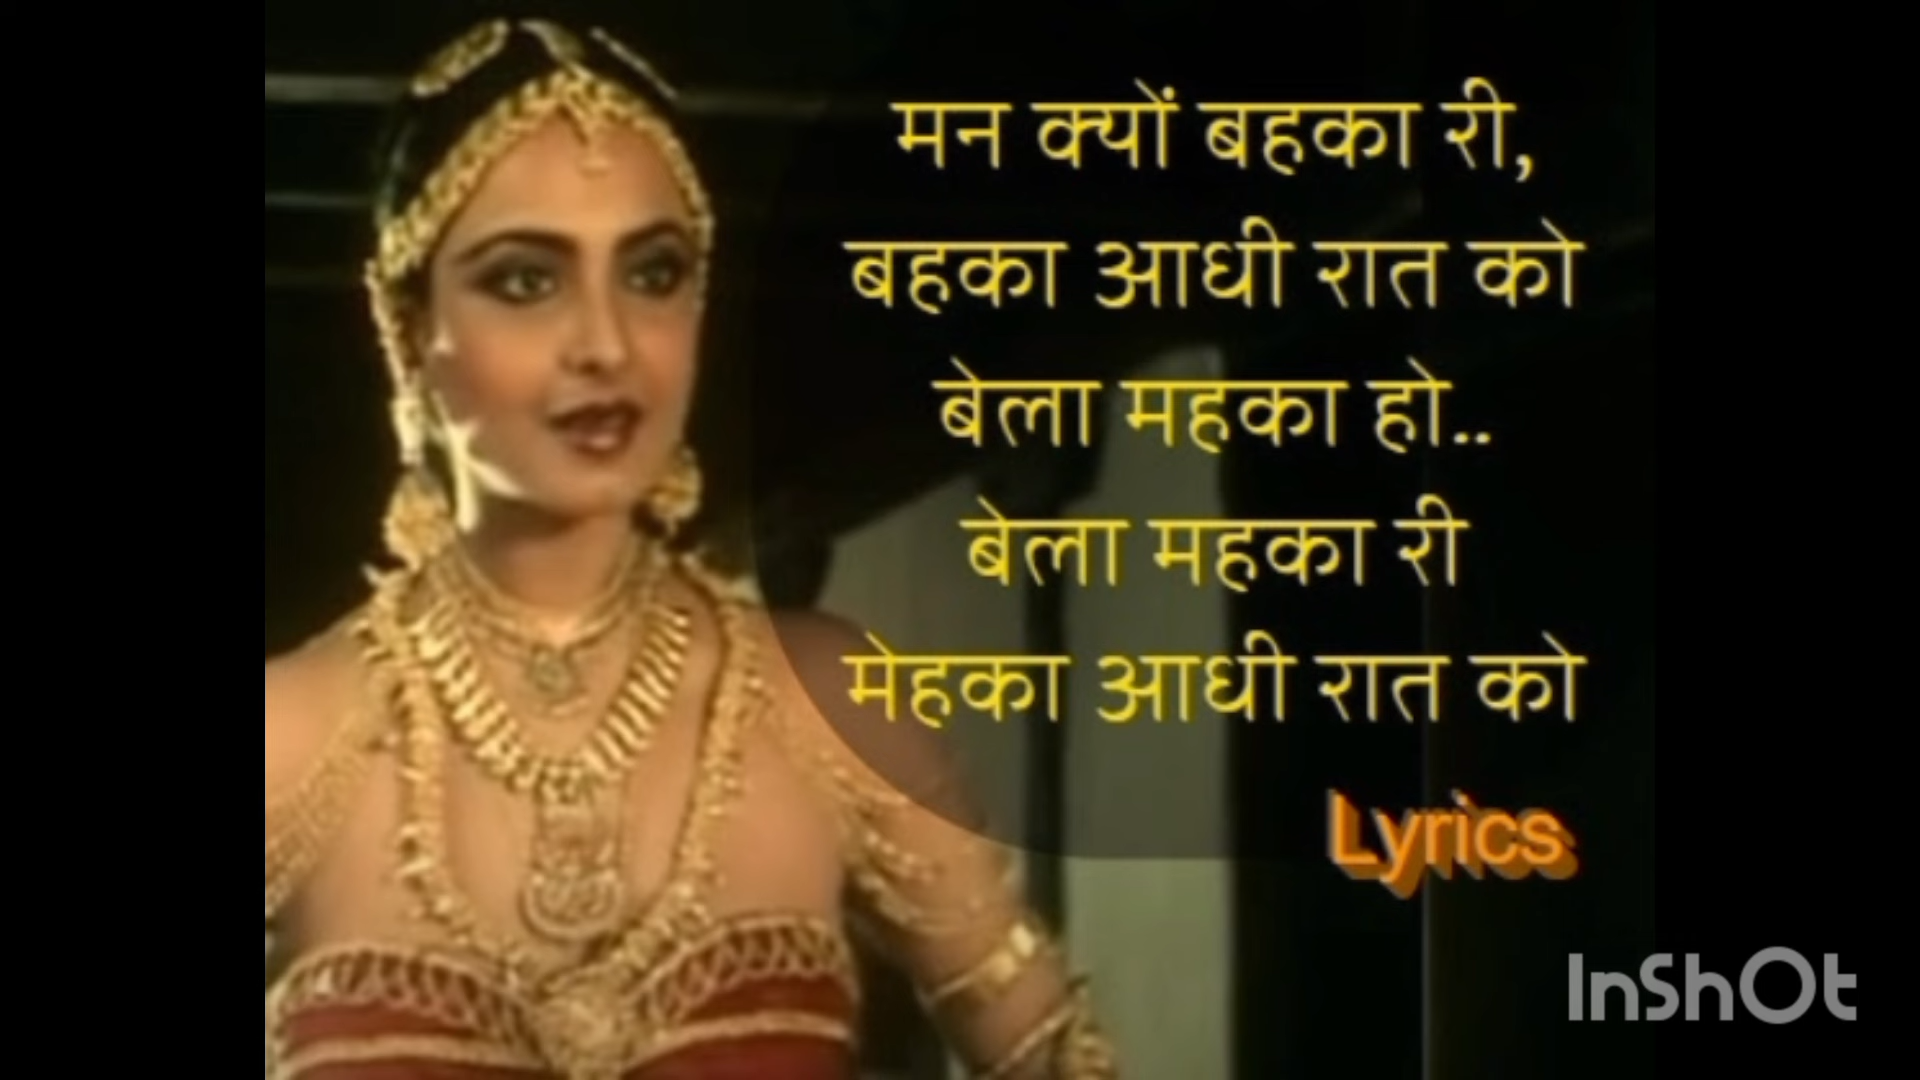 मन क्यों बहका री,
बहका आधी रात को
बेला महका हो..
बेला महका री
मेहका आधी रात को
Lyrics
InShOt